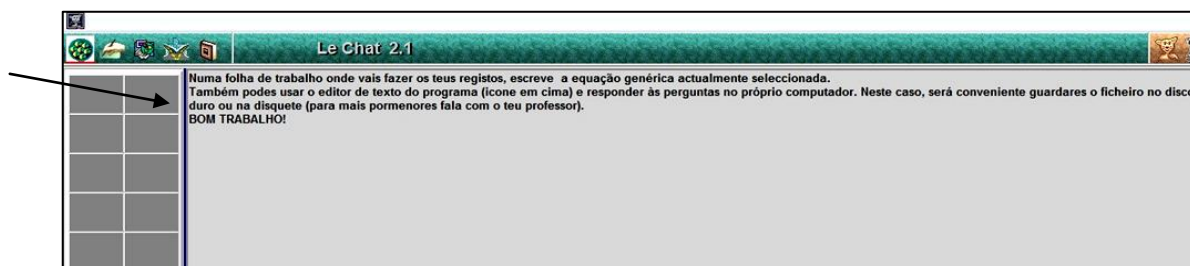 Le Chat 2.1
Numa folha de trabalho onde vais fazer os teus registos, escreve a equação genérica actualmente seleccionada.
Também podes usar o editor de texto do programa (icone em cima) e responder às perguntas no próprio computador. Neste caso, será conveniente guardares o ficheiro no disco
duro ou na disquete (para mais pormenores fala com o teu professor).
BOM TRABALHO!